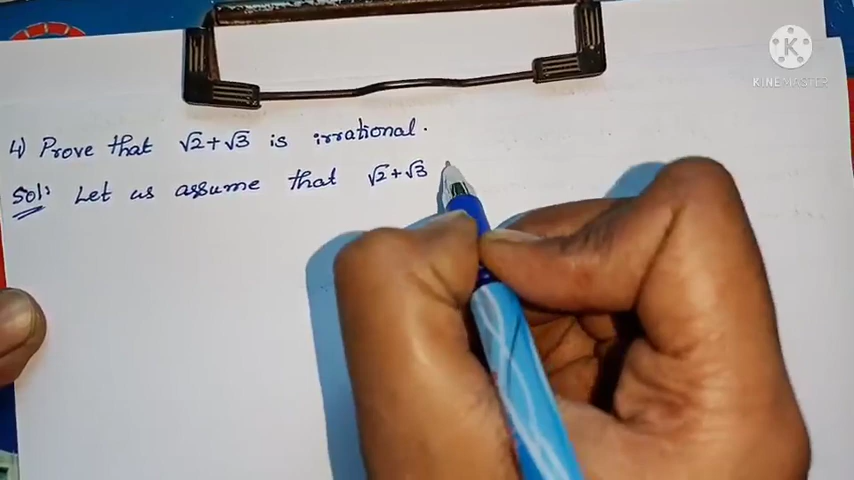 4) Prove that √2+√3 is irrational.
Sol: Let us assume that √2+√3
K
KINEMASTER